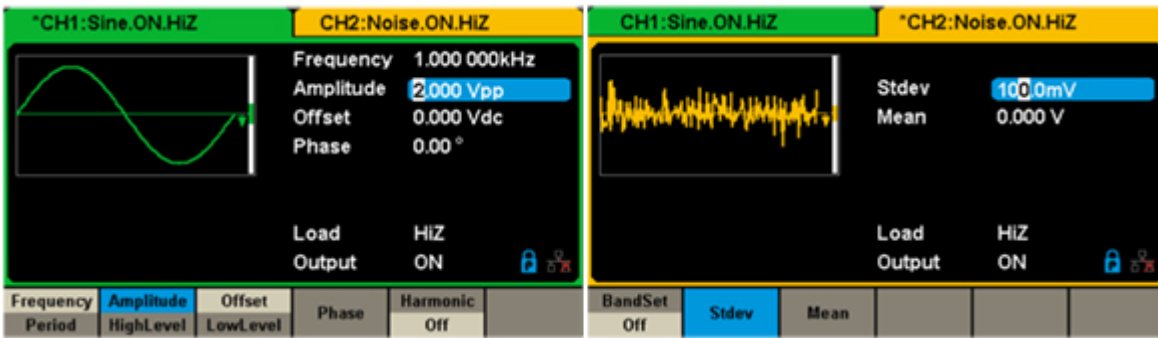 *CH1:Sine.ON.HiZ CH2:Noise.ON.HiZ
Frequency 1.000 000kHz
Amplitude 2.000 Vpp
Offset 0.000 Vdc
Phase 0.00 °
Load HiZ
Output ON
Frequency Amplitude Offset Phase Harmonic
Period HighLevel LowLevel Off
CH1:Sine.ON.HiZ *CH2:Noise.ON.HiZ
Stdev 100.0mV
Mean 0.000 V
Load HiZ
Output ON
BandSet Stdev Mean
Off